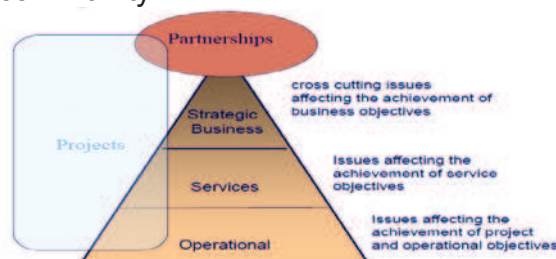 Partnerships
cross cutting issues
affecting the achievement of
business objectives
Strategic
Business
Projects
Issues affecting the
achievement of service
objectives
Services
Issues affecting the
achievement of project
and operational objectives
Operational